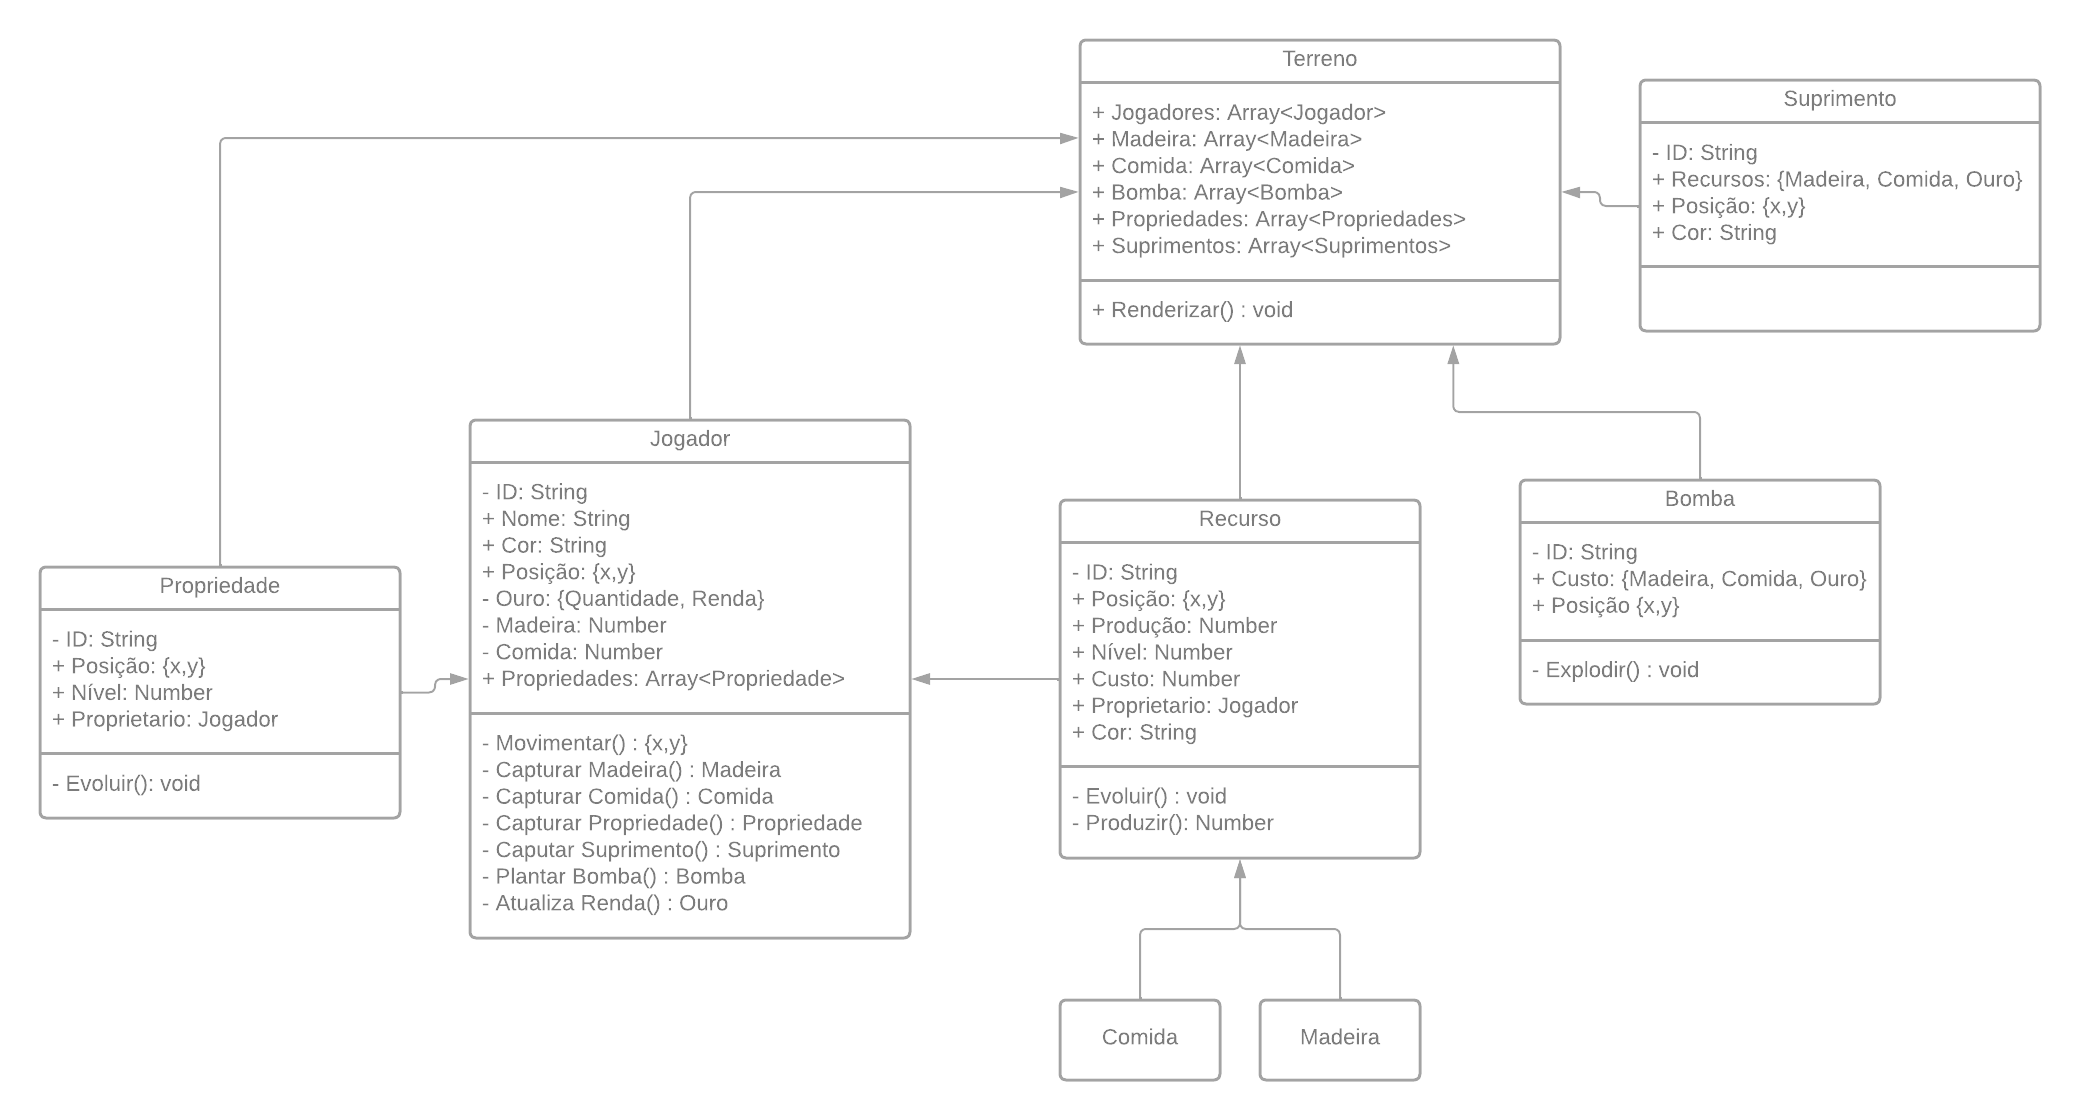 Terreno
+ Jogadores: Array<Jogador>
+ Madeira: Array<Madeira>
+ Comida: Array<Comida>
+ Bomba: Array<Bomba>
+ Propriedades: Array<Propriedades>
+ Suprimentos: Array<Suprimentos>
+ Renderizar() : void
Suprimento
- ID: String
+ Recursos: {Madeira, Comida, Ouro}
+ Posição: {x,y}
+ Cor: String
Propriedade
- ID: String
+ Posição: {x,y}
+ Nível: Number
+ Proprietario: Jogador
- Evoluir(): void
Jogador
- ID: String
+ Nome: String
+ Cor: String
+ Posição: {x,y}
- Ouro: {Quantidade, Renda}
- Madeira: Number
- Comida: Number
+ Propriedades: Array<Propriedade>
- Movimentar() : {x,y}
- Capturar Madeira() : Madeira
- Capturar Comida() : Comida
- Capturar Propriedade() : Propriedade
- Caputar Suprimento() : Suprimento
- Plantar Bomba() : Bomba
- Atualiza Renda() : Ouro
Recurso
- ID: String
+ Posição: {x,y}
+ Produção: Number
+ Nível: Number
+ Custo: Number
+ Proprietario: Jogador
+ Cor: String
- Evoluir() : void
- Produzir(): Number
Bomba
- ID: String
+ Custo: {Madeira, Comida, Ouro}
+ Posição {x,y}
- Explodir() : void
Comida
Madeira